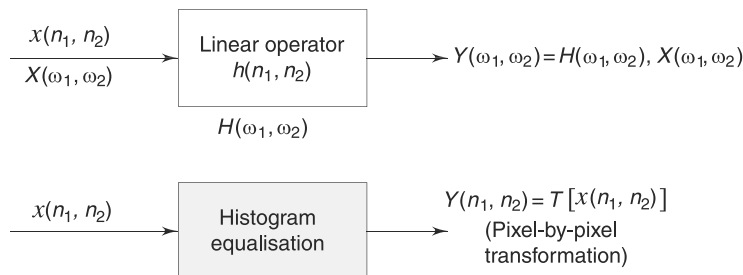 x(n₁, n₂)
X(ω₁, ω₂)
Linear operator
h(n₁, n₂)
H(ω₁, ω₂)
Y(ω₁, ω₂) = H(ω₁, ω₂), X(ω₁, ω₂)
x(n₁, n₂)
Histogram
equalisation
Y(n₁, n₂) = T [x(n₁, n₂)]
(Pixel-by-pixel
transformation)